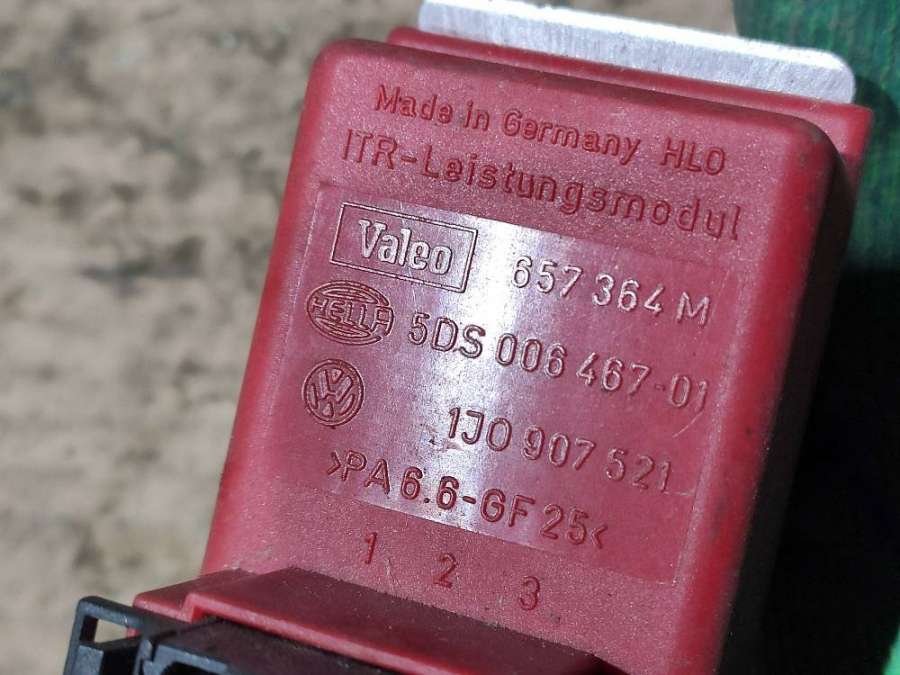 Made in Germany HLO
ITR-Leistungsmodul
Valeo 657 364 M
HELLA 5DS 006 467-01
VW 1J0 907 521
>PA 6.6-GF 25<
1 2 3